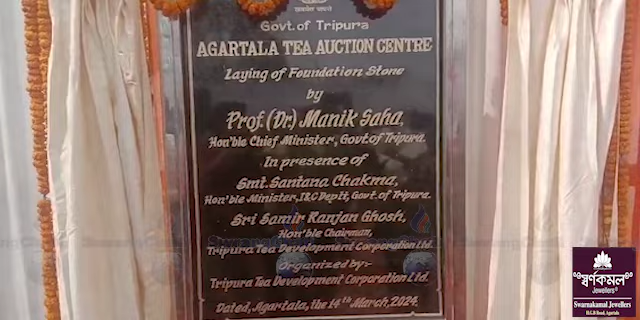 Govt. of Tripura
AGARTALA TEA AUCTION CENTRE
Laying of Foundation Stone
by
Prof. (Dr.) Manik Saha,
Hon'ble Chief Minister, Govt of Tripura.
In presence of
Smt. Santana Chakma,
Hon'ble Minister, I&C Deptt, Govt. of Tripura.
Sri Samir Ranjan Ghosh,
Hon'ble Chairman,
Tripura Tea Development Corporation Ltd.
Organized by:-
Tripura Tea Development Corporation Ltd.
Dated, Agartala, the 14th March, 2024.
স্বর্ণকমল
Jewellers
Swarnakamal Jewellers
H.G.B Road, Agartala